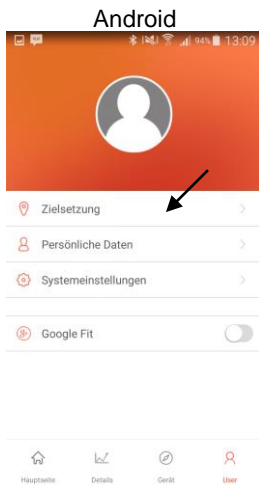 Android
94% 13:09
Zielsetzung
Persönliche Daten
Systemeinstellungen
Google Fit
Hauptseite Details Gerät User